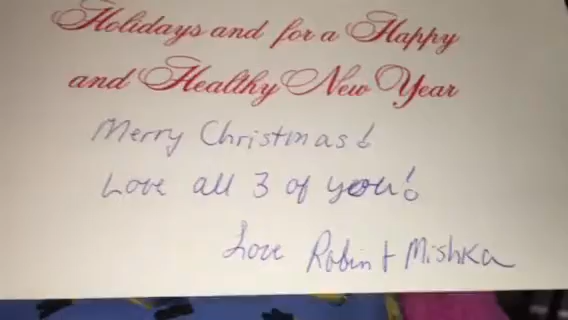 Holidays and for a Happy
and Healthy New Year
Merry Christmas!
Love all 3 of you!
Love Robin + Mishka